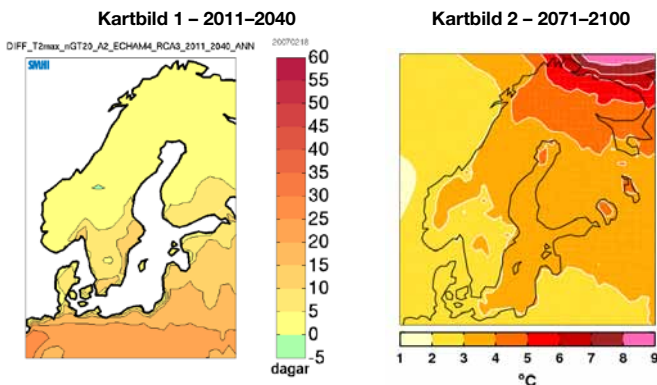 Kartbild 1 – 2011–2040
DIFF_T2max_nGT20_A2_ECHAM4_RCA3_2011_2040_ANN
20070218
SMHI
60
55
50
45
40
35
30
25
20
15
10
5
0
-5
dagar
Kartbild 2 – 2071–2100
1 2 3 4 5 6 7 8 9
°C